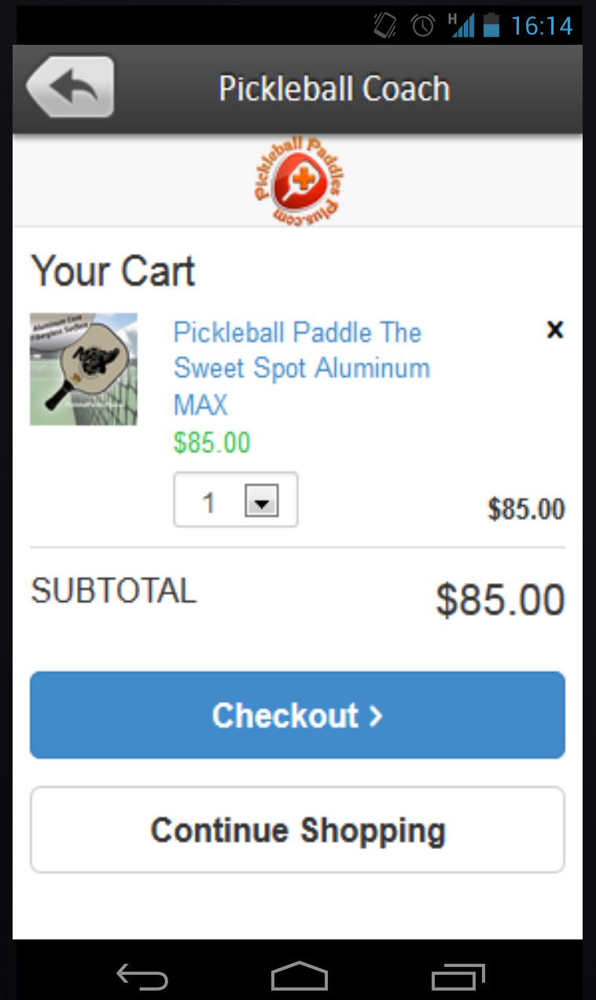 H
16:14
Pickleball Coach
Pickleball Paddles Plus.com
Your Cart
Aluminum Core
Fiberglass Surface
Pickleball Paddle The
Sweet Spot Aluminum
MAX
$85.00
1
$85.00
SUBTOTAL
$85.00
Checkout >
Continue Shopping